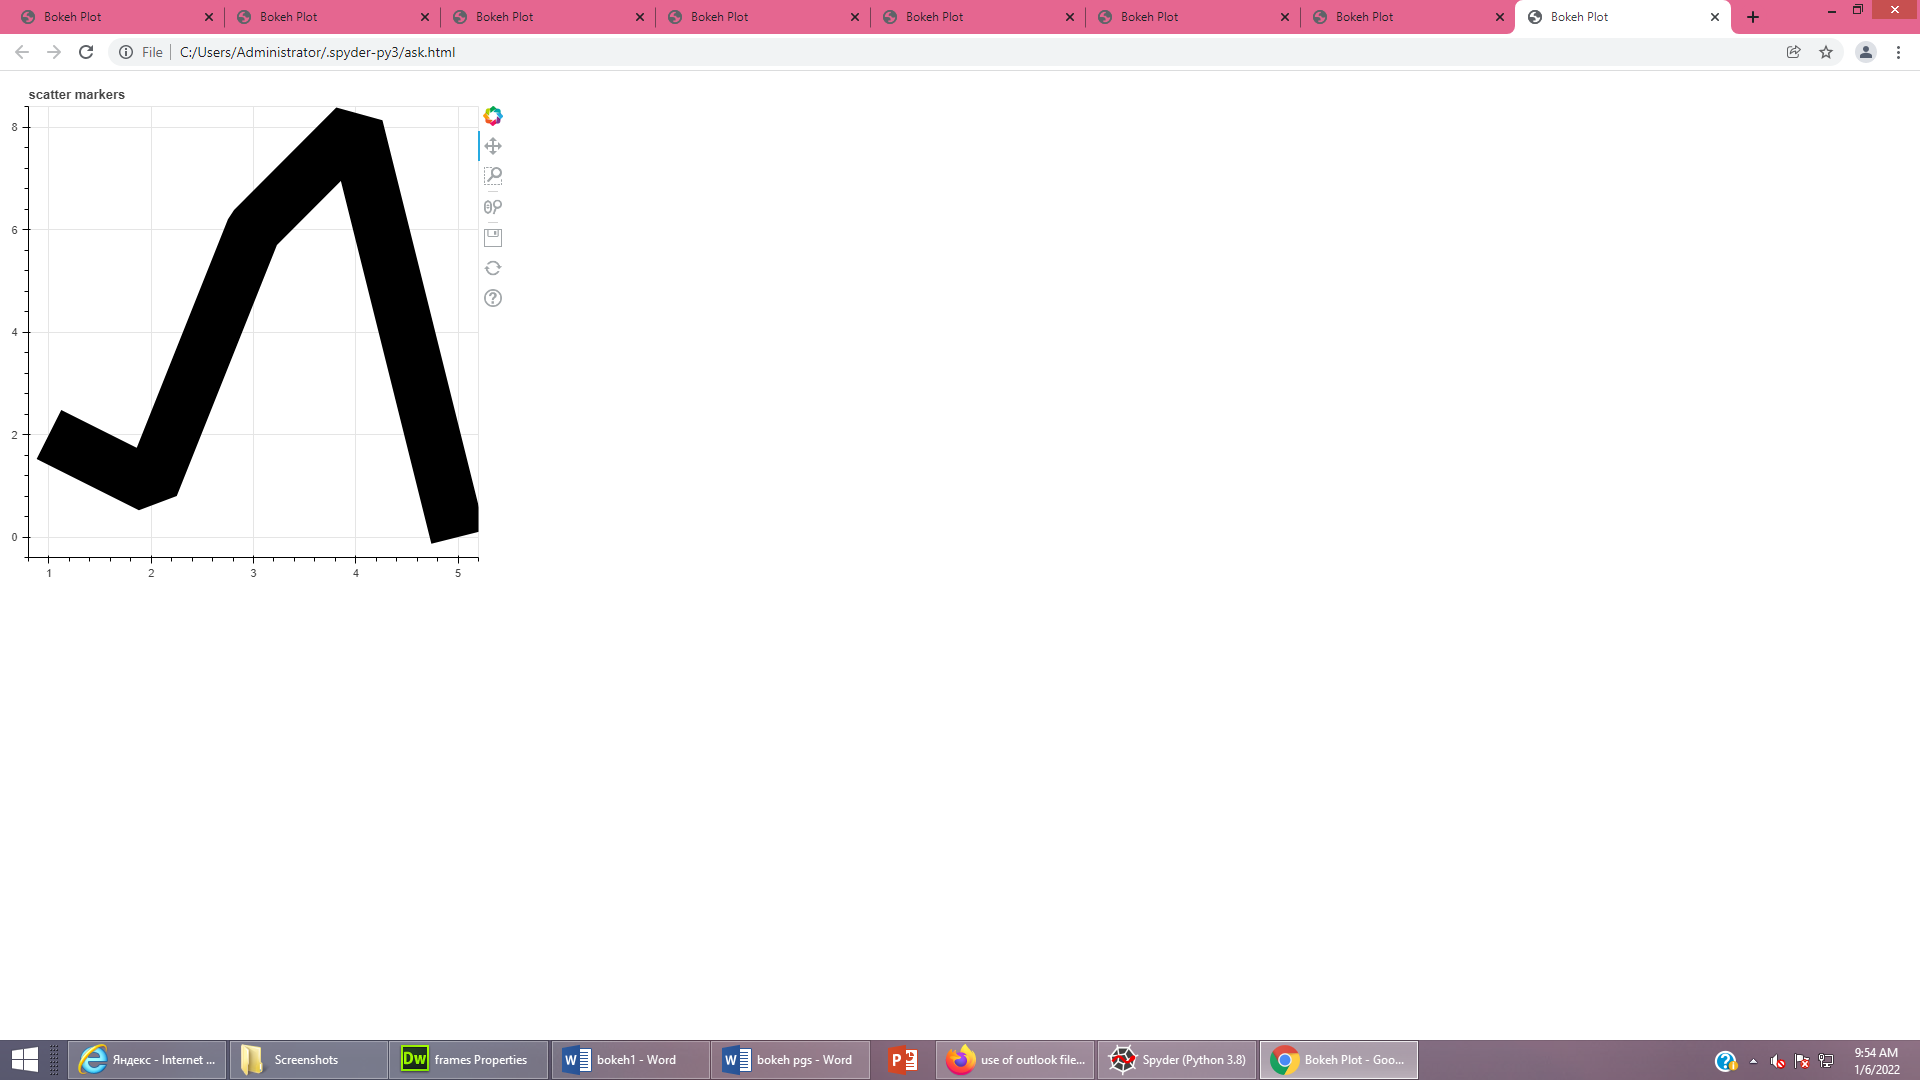 Bokeh Plot Bokeh Plot Bokeh Plot Bokeh Plot Bokeh Plot Bokeh Plot Bokeh Plot Bokeh Plot
File C:/Users/Administrator/.spyder-py3/ask.html
scatter markers
8
6
4
2
0
1 2 3 4 5
Яндекс - Internet ... Screenshots Dw frames Properties bokeh1 - Word bokeh pgs - Word use of outlook file... Spyder (Python 3.8) Bokeh Plot - Goo...
9:54 AM
1/6/2022